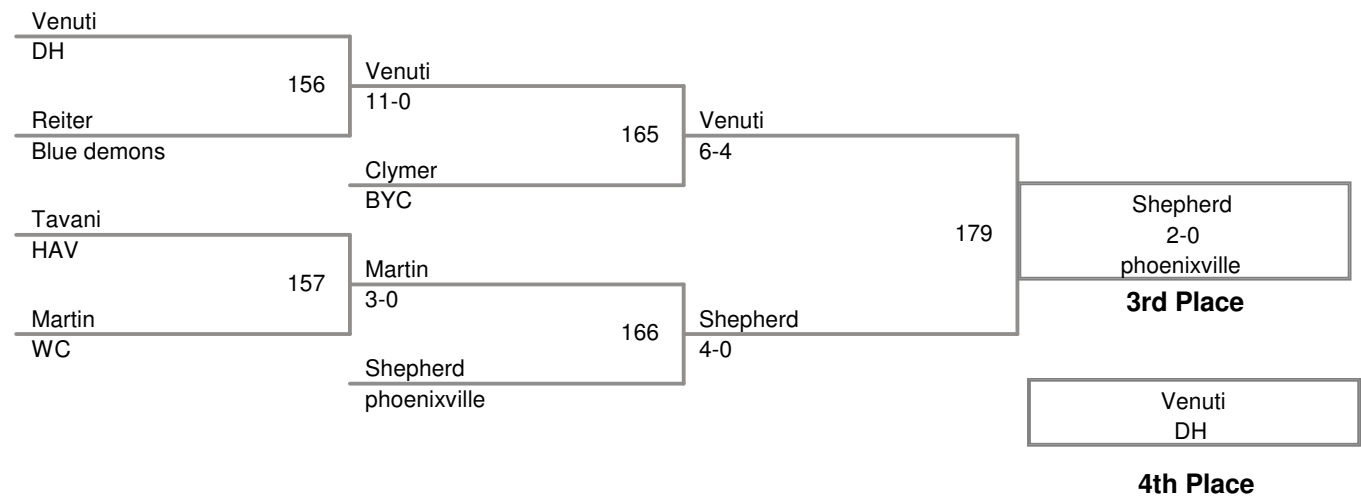 Venuti
DH
156
Venuti
11-0
Reiter
Blue demons
165
Venuti
6-4
Clymer
BYC
Tavani
HAV
179
Shepherd
2-0
phoenixville
3rd Place
157
Martin
3-0
Martin
WC
166
Shepherd
4-0
Shepherd
phoenixville
Venuti
DH
4th Place